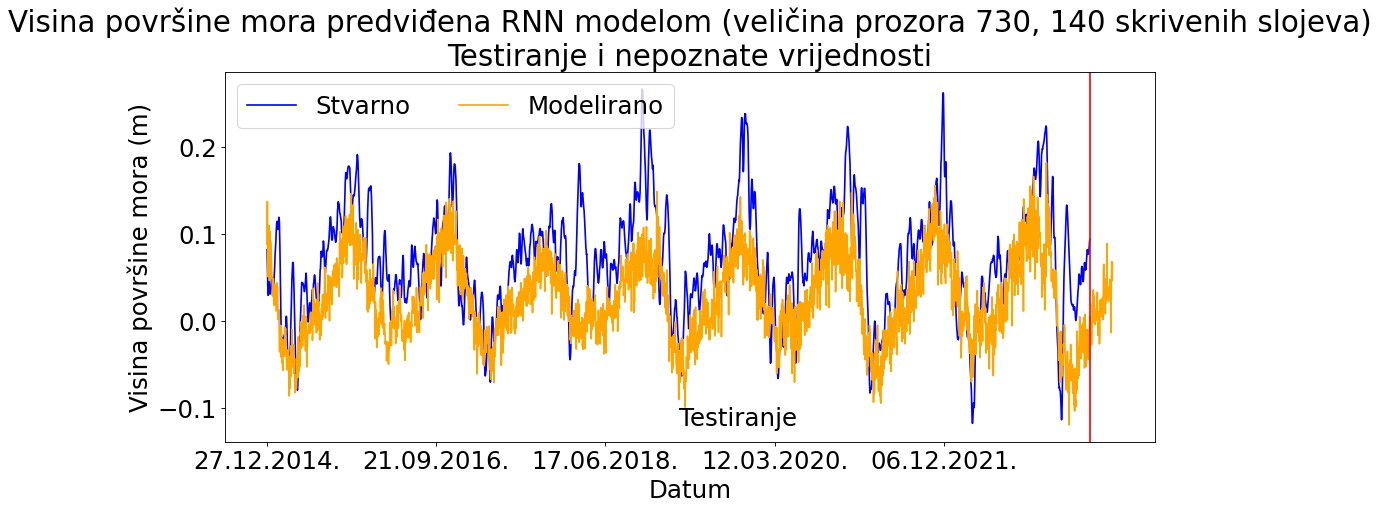 Visina površine mora predviđena RNN modelom (veličina prozora 730, 140 skrivenih slojeva)
Testiranje i nepoznate vrijednosti
Stvarno Modelirano
Visina površine mora (m)
0.2
0.1
0.0
−0.1
Testiranje
27.12.2014. 21.09.2016. 17.06.2018. 12.03.2020. 06.12.2021.
Datum